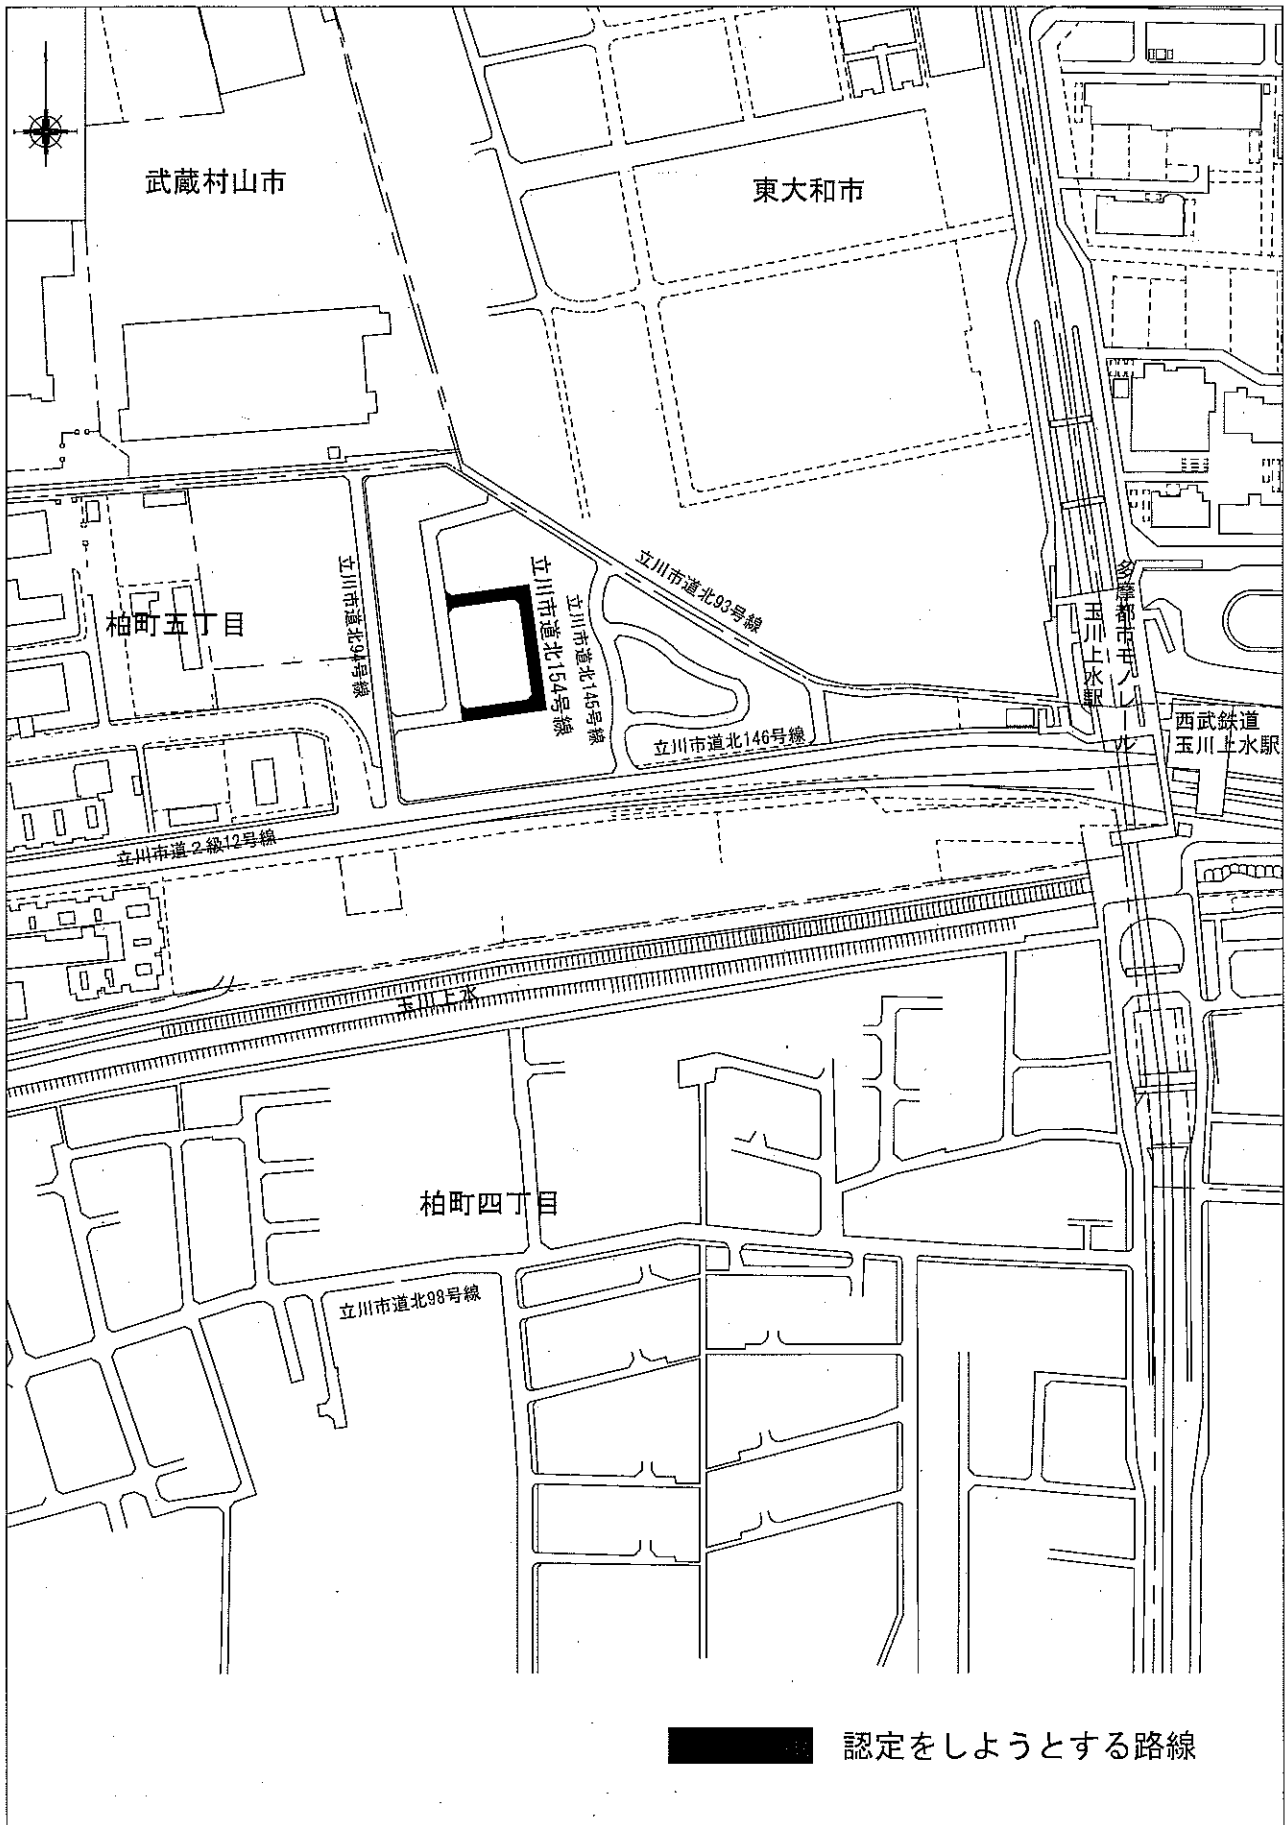 武蔵村山市
東大和市
柏町五丁目
立川市道北94号線
立川市道北154号線
立川市道北145号線
立川市道北93号線
立川市道北146号線
多摩都市モノレール
玉川上水駅
西武鉄道
玉川上水駅
立川市道2級12号線
玉川上水
柏町四丁目
立川市道北98号線
認定をしようとする路線